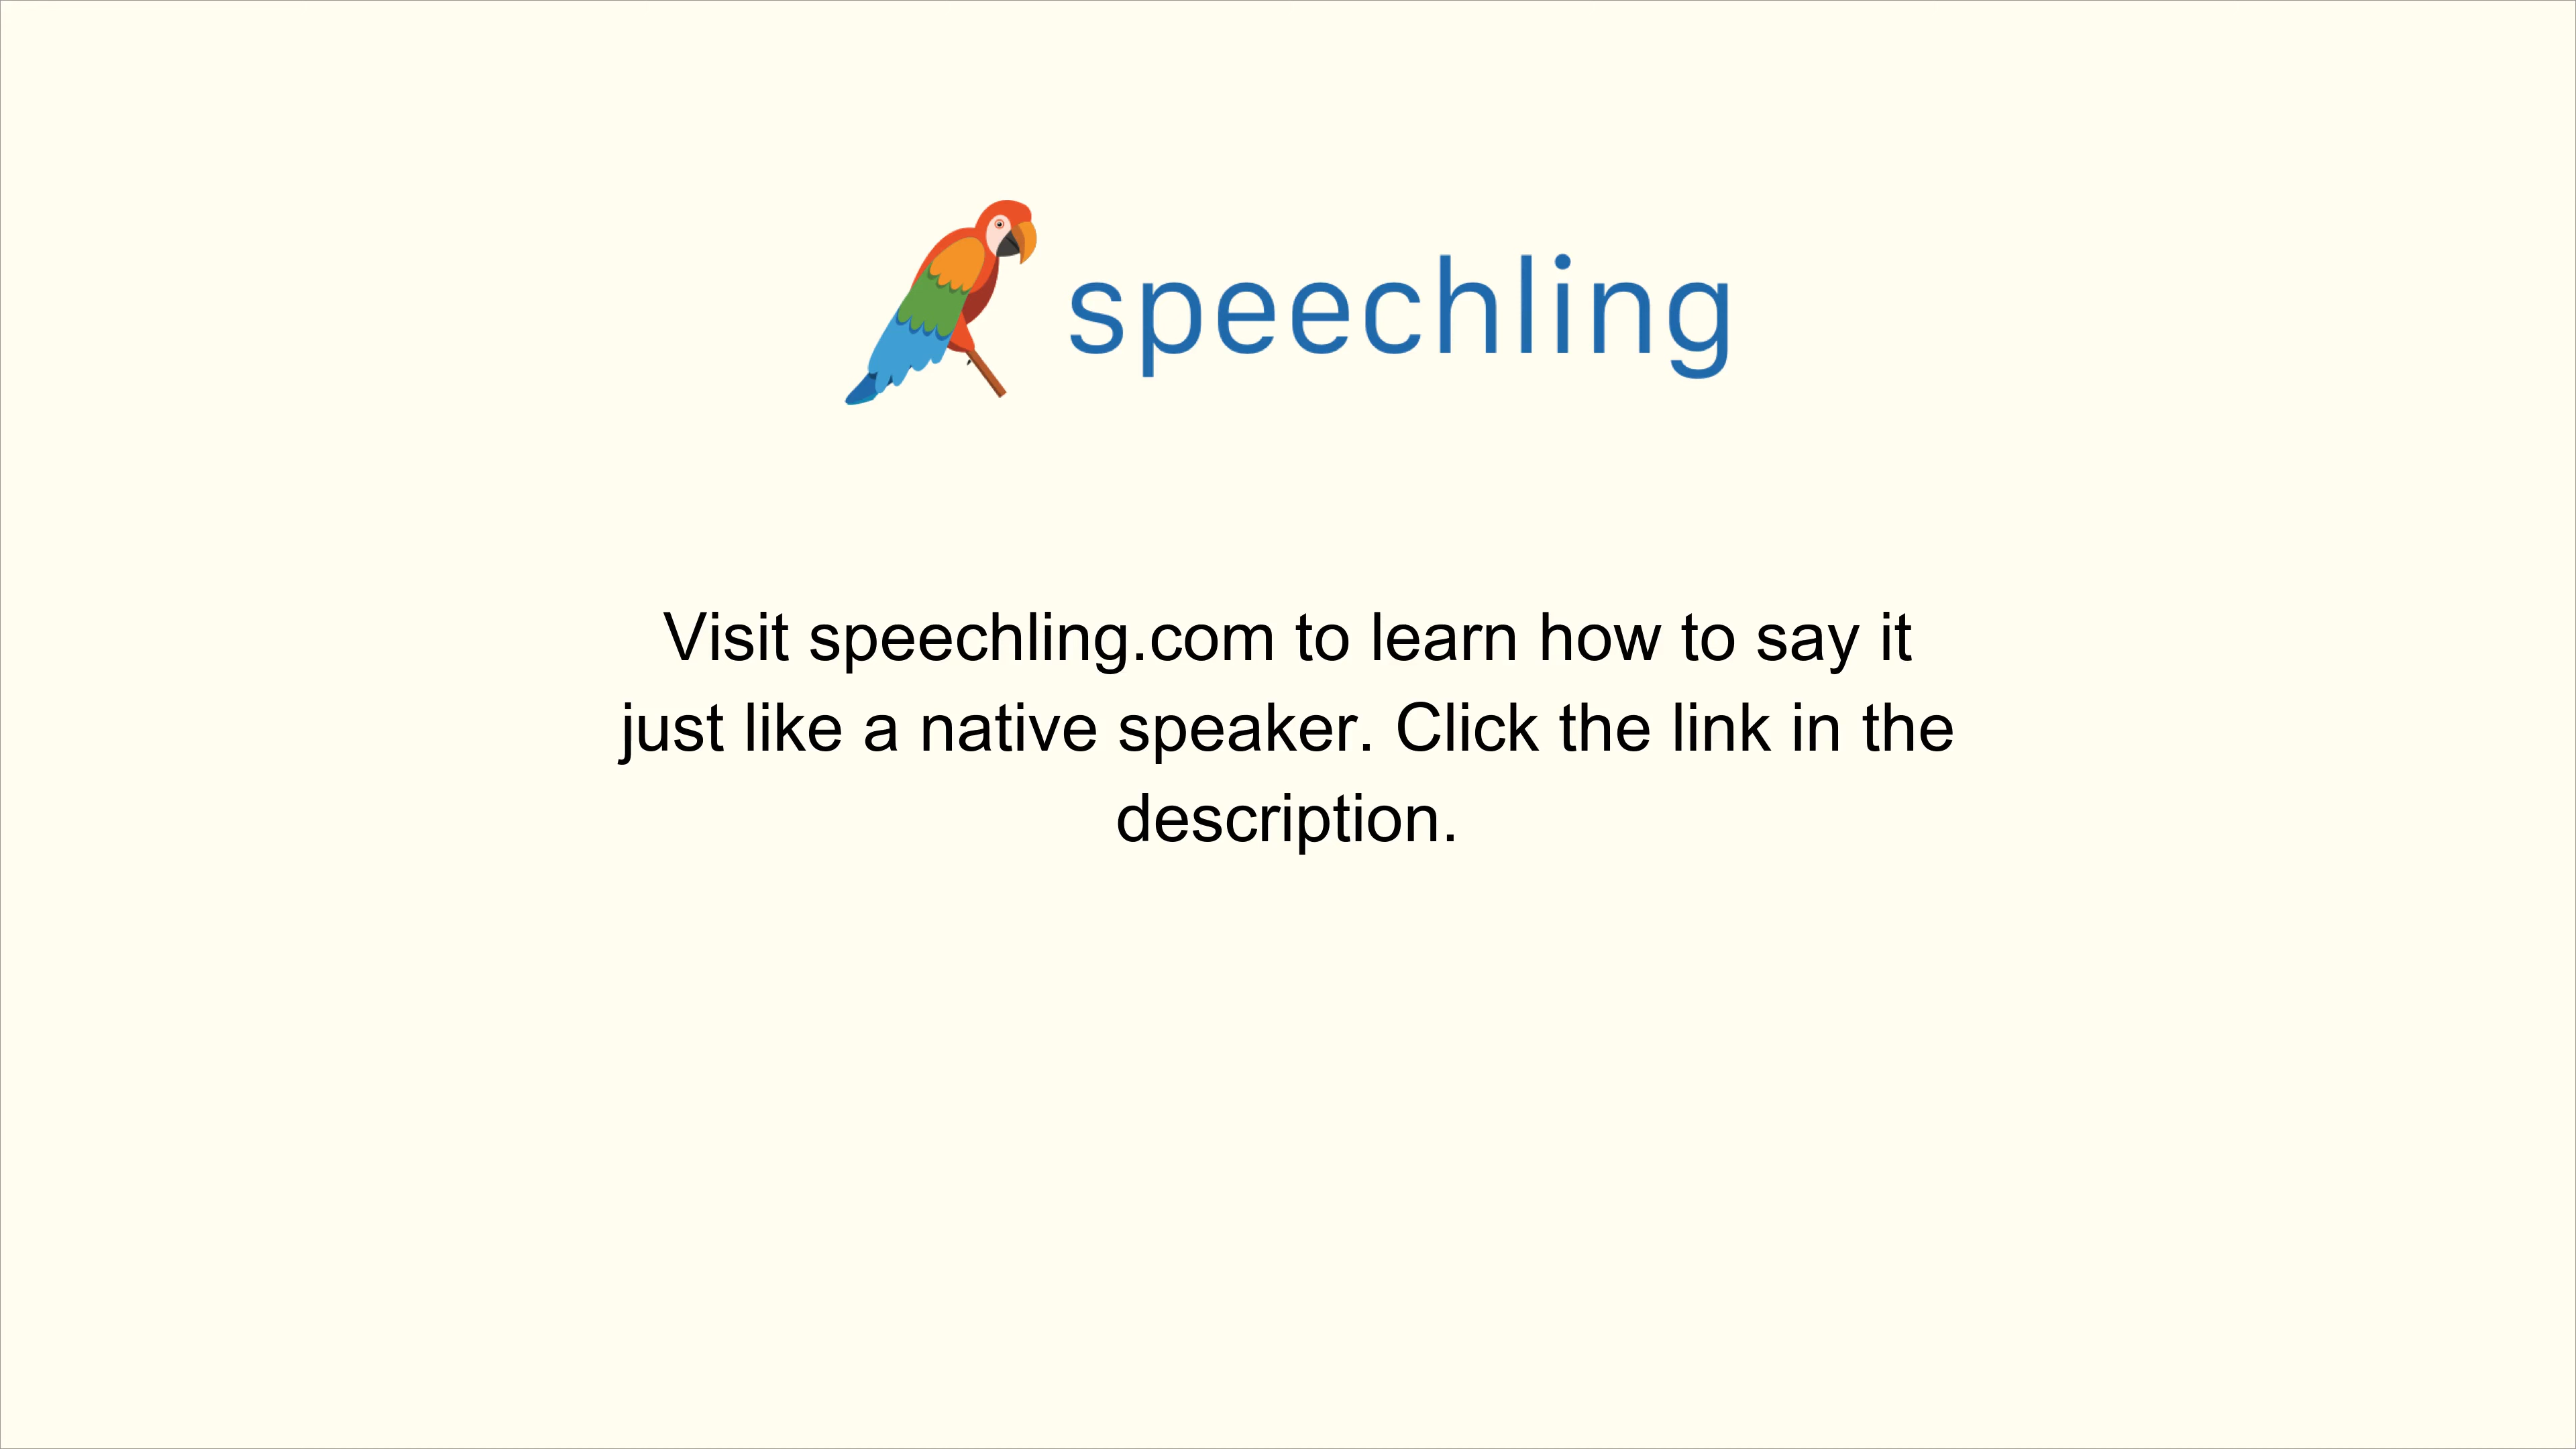 speechling
Visit speechling.com to learn how to say it
just like a native speaker. Click the link in the
description.